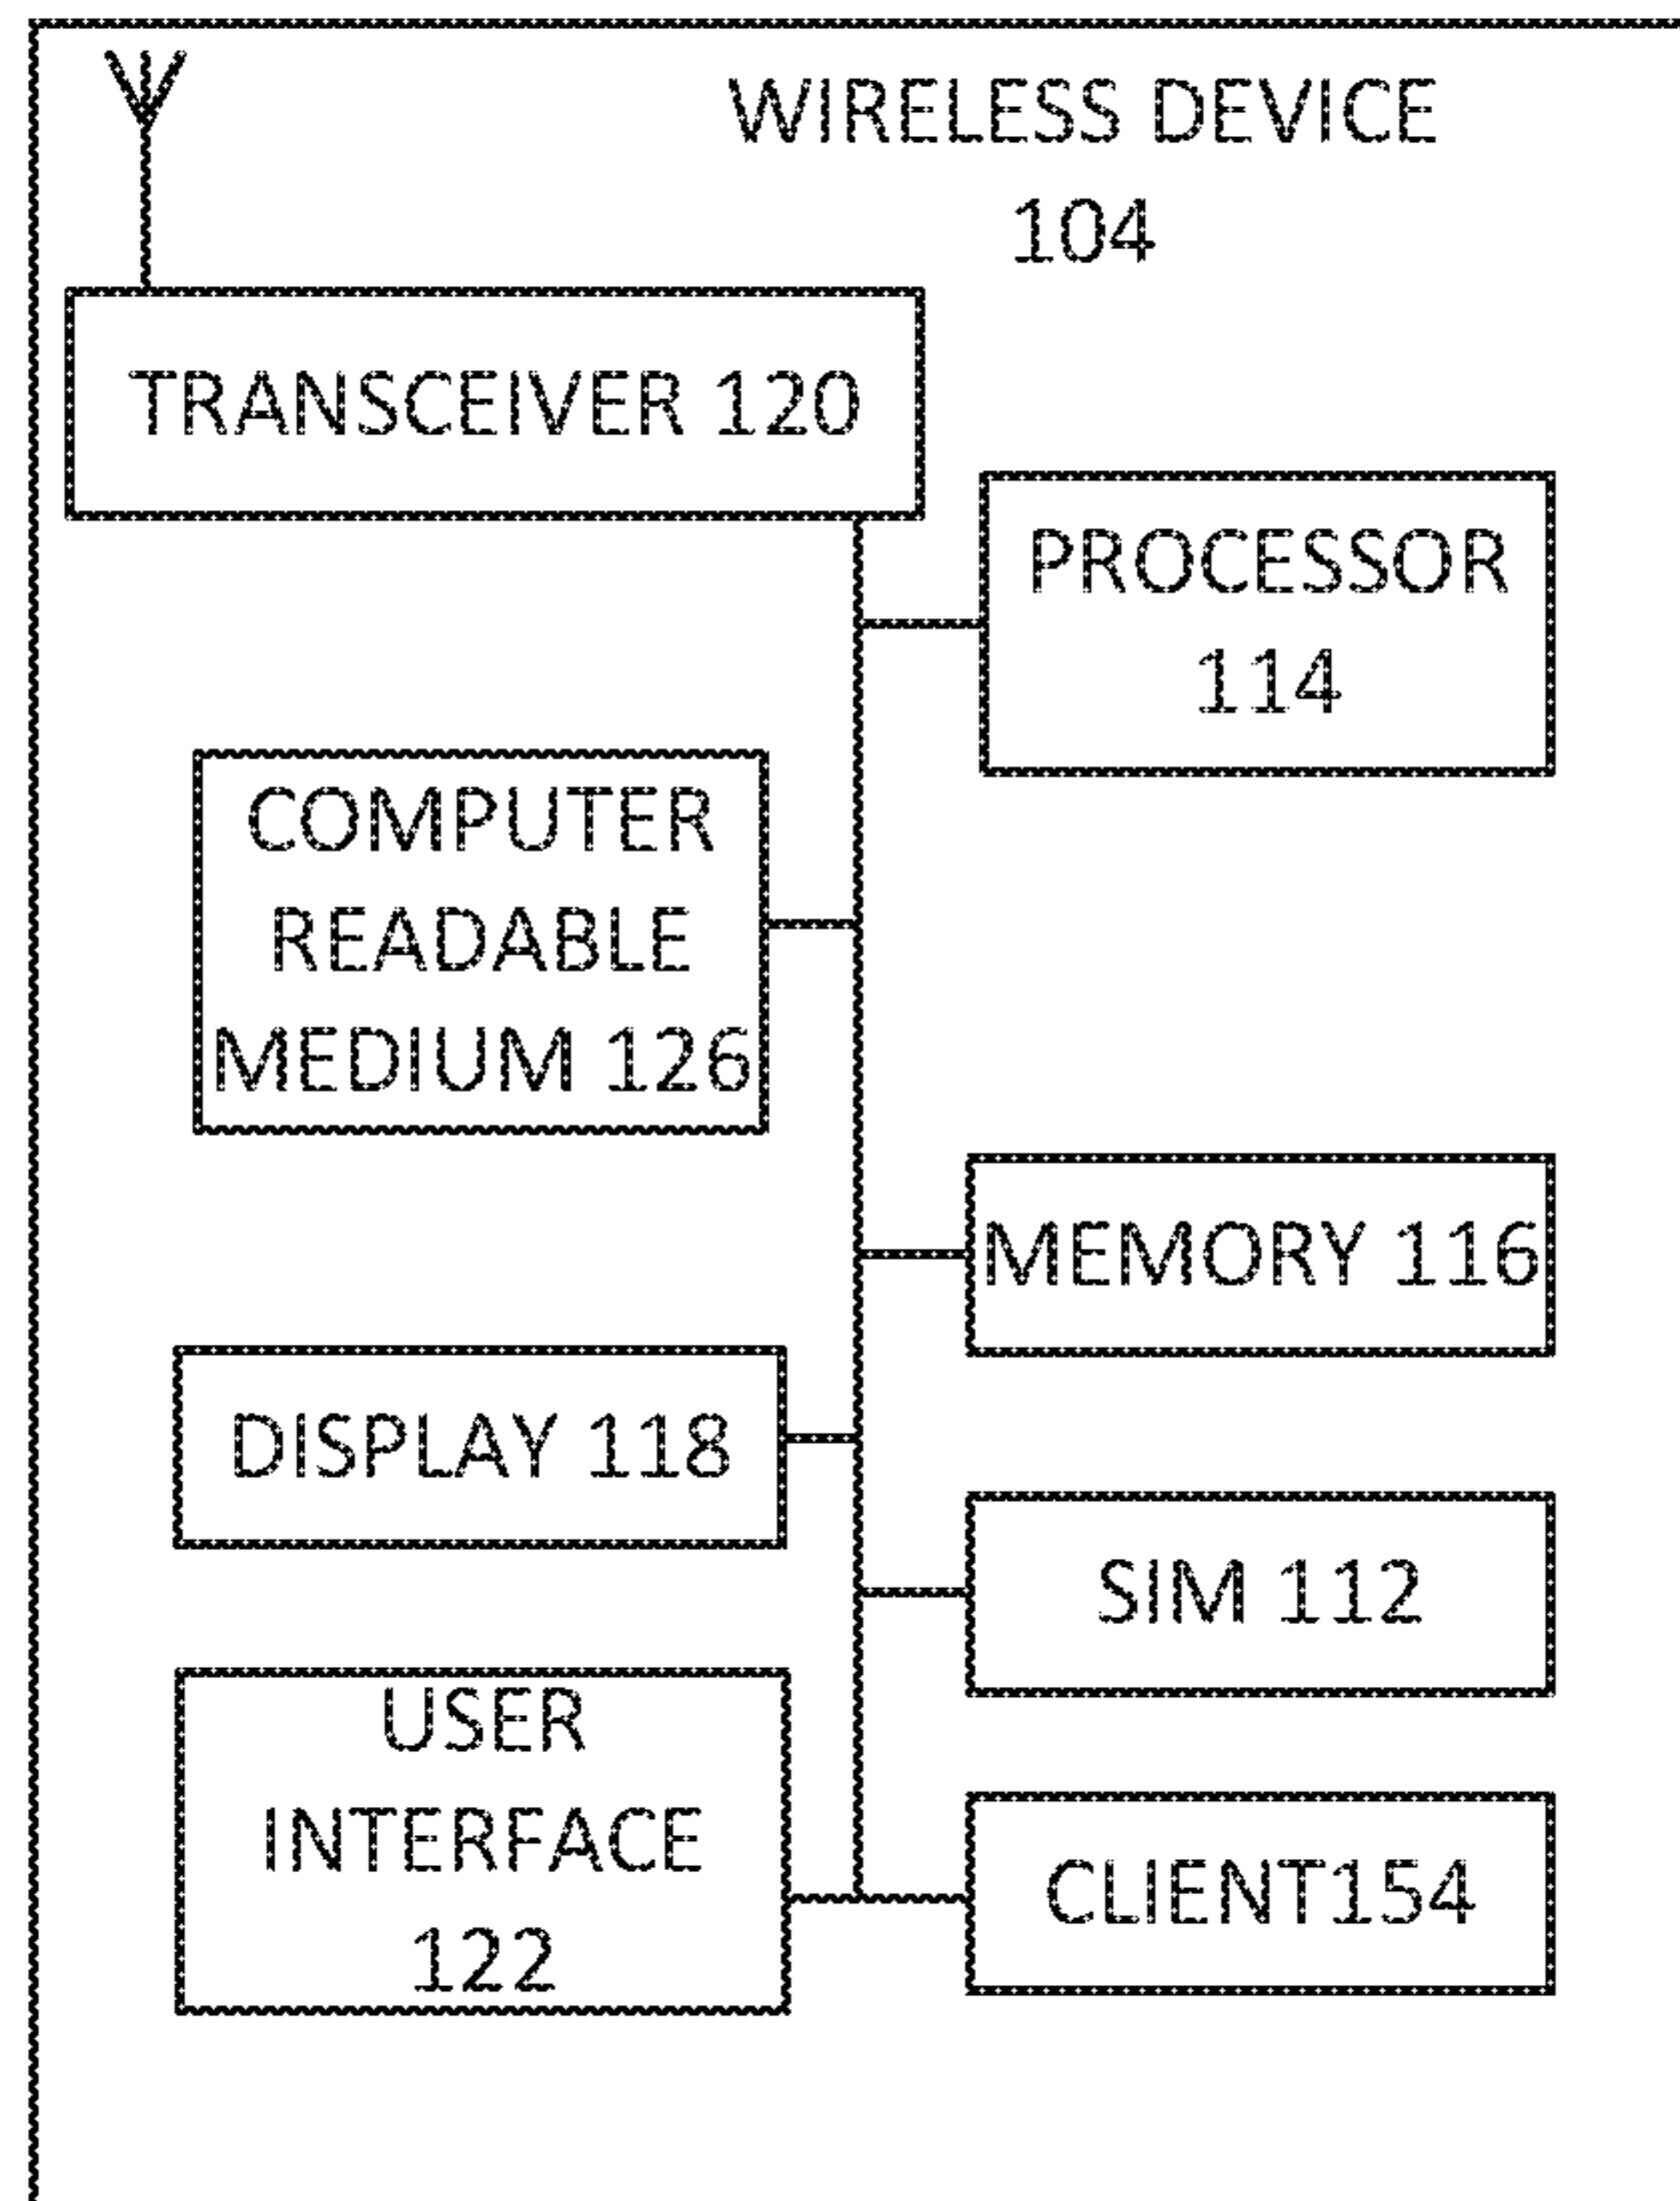 WIRELESS DEVICE
104
TRANSCEIVER 120
PROCESSOR
114
COMPUTER
READABLE
MEDIUM 126
MEMORY 116
DISPLAY 118
SIM 112
USER
INTERFACE
122
CLIENT154